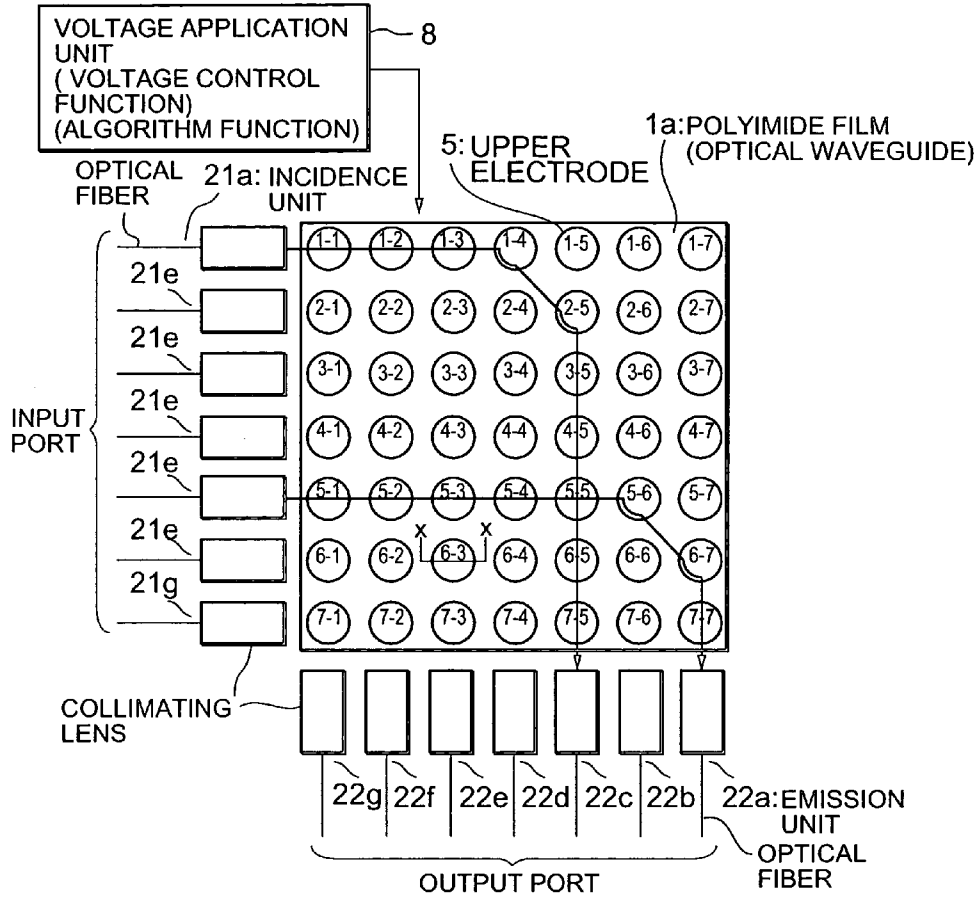 VOLTAGE APPLICATION
UNIT
( VOLTAGE CONTROL
FUNCTION)
(ALGORITHM FUNCTION)
8
OPTICAL
FIBER
21a: INCIDENCE
UNIT
5: UPPER
ELECTRODE
1a: POLYIMIDE FILM
(OPTICAL WAVEGUIDE)
1-1 1-2 1-3 1-4 1-5 1-6 1-7
21e
2-1 2-2 2-3 2-4 2-5 2-6 2-7
21e
3-1 3-2 3-3 3-4 3-5 3-6 3-7
21e
INPUT
PORT
4-1 4-2 4-3 4-4 4-5 4-6 4-7
21e
5-1 5-2 5-3 5-4 5-5 5-6 5-7
x x
21e
6-1 6-2 6-3 6-4 6-5 6-6 6-7
21g
7-1 7-2 7-3 7-4 7-5 7-6 7-7
COLLIMATING
LENS
22g 22f 22e 22d 22c 22b 22a: EMISSION
UNIT
OPTICAL
FIBER
OUTPUT PORT